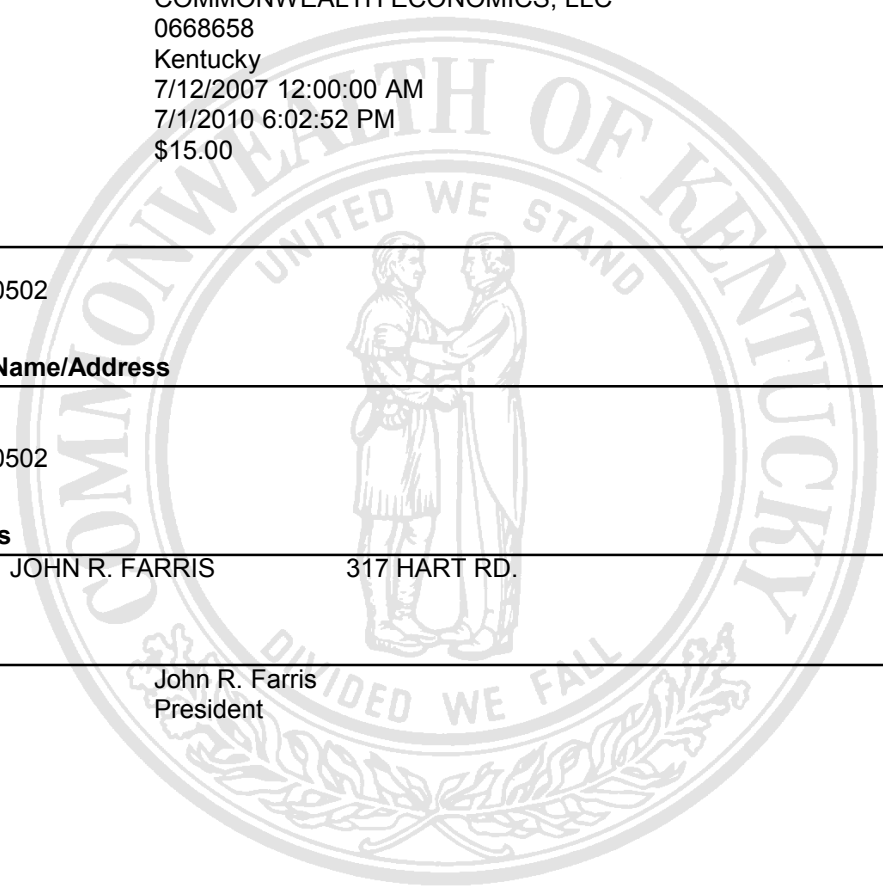 COMMONWEALTH ECONOMICS, LLC
0668658
Kentucky
7/12/2007 12:00:00 AM
7/1/2010 6:02:52 PM
$15.00
COMMONWEALTH OF KENTUCKY
UNITED WE STAND
0502
Name/Address
0502
s
JOHN R. FARRIS 317 HART RD.
John R. Farris
President
DIVIDED WE FALL